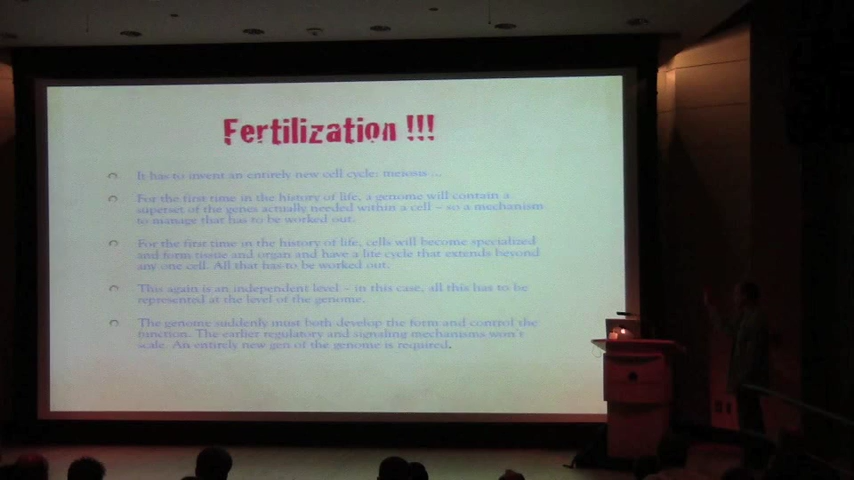 Fertilization !!!
It has to invent an entirely new cell cycle: meiosis ...
For the first time in the history of life, a genome will contain a
superset of the genes actually needed within a cell – so a mechanism
to manage that has to be worked out.
For the first time in the history of life, cells will become specialized
and form tissue and organ and have a life cycle that extends beyond
any one cell. All that has to be worked out.
This again is an independent level – in this case, all this has to be
represented at the level of the genome.
The genome suddenly must both develop the form and control the
function. The earlier regulatory and signaling mechanisms won't
scale. An entirely new gen of the genome is required.